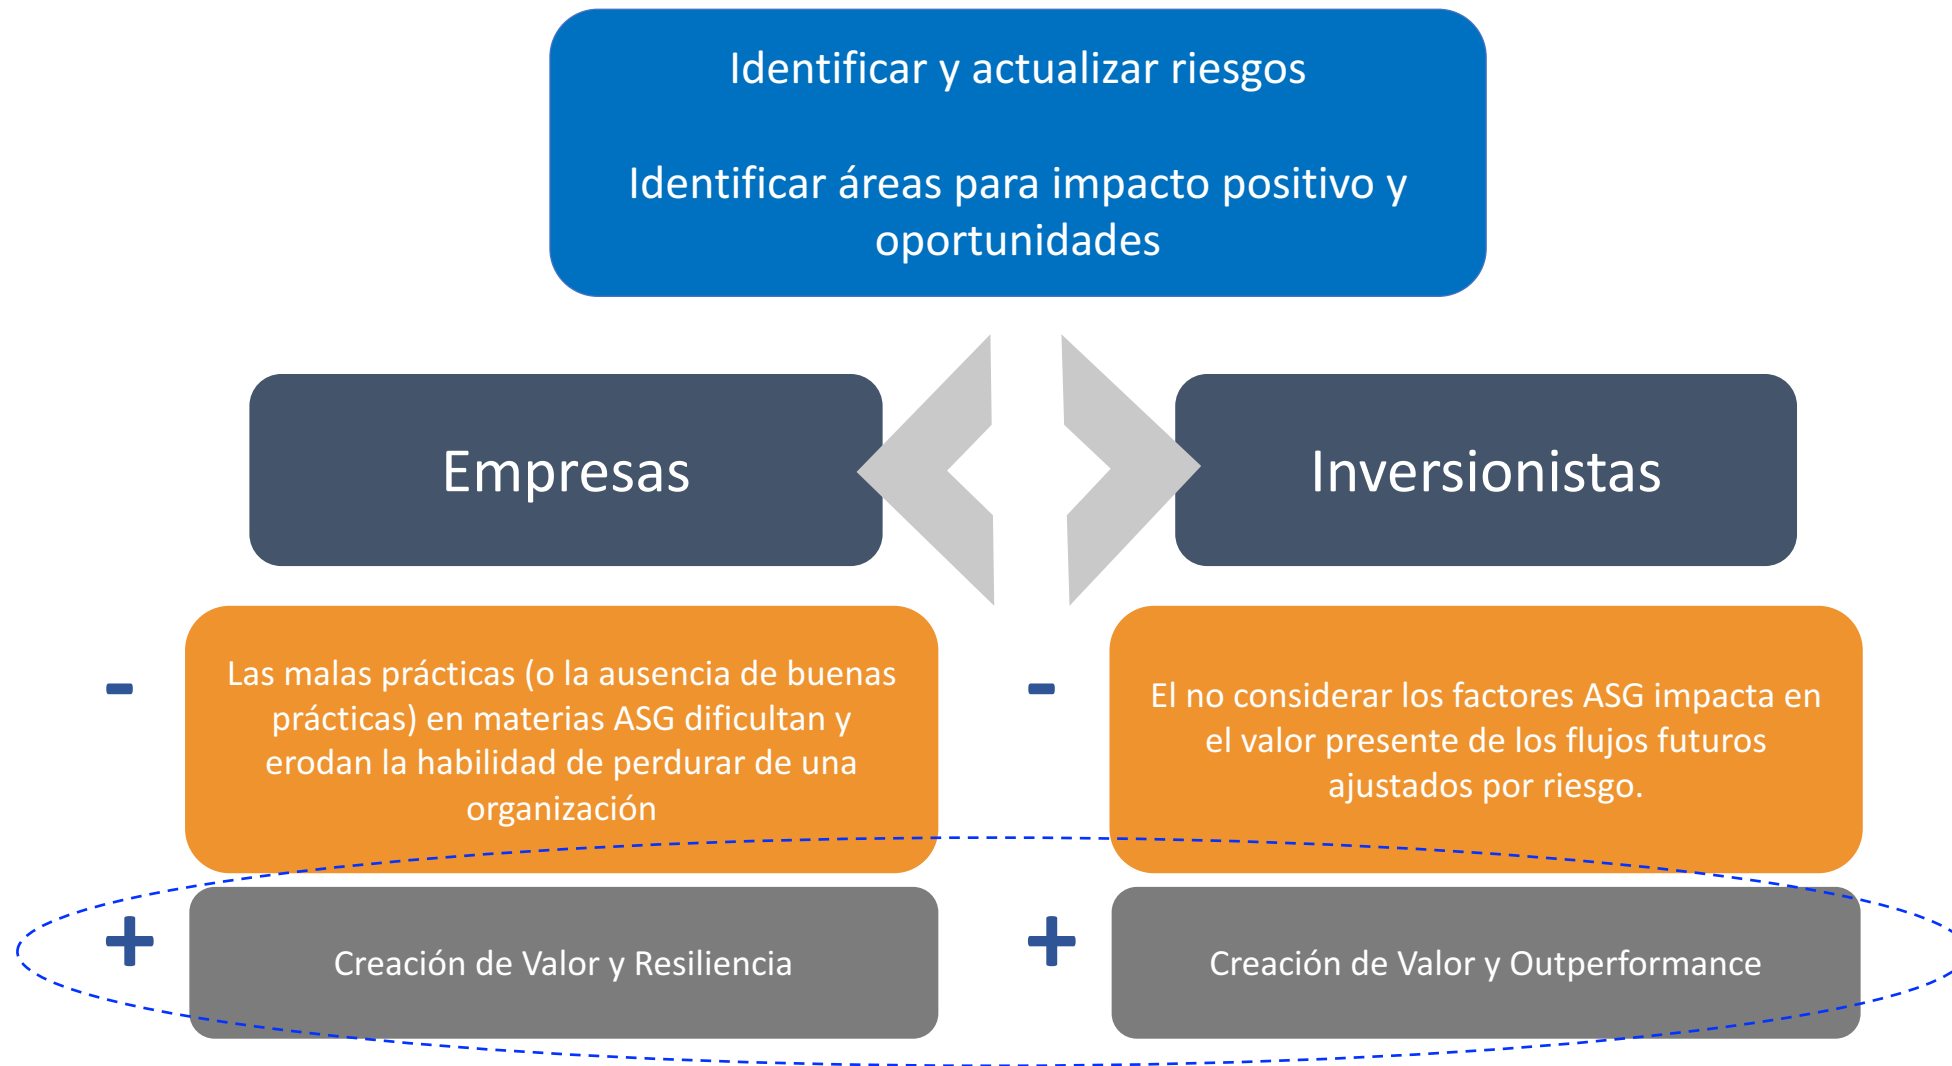 Identificar y actualizar riesgos
Identificar áreas para impacto positivo y
oportunidades
Empresas
Inversionistas
-
Las malas prácticas (o la ausencia de buenas
prácticas) en materias ASG dificultan y
erodan la habilidad de perdurar de una
organización
-
El no considerar los factores ASG impacta en
el valor presente de los flujos futuros
ajustados por riesgo.
+
Creación de Valor y Resiliencia
+
Creación de Valor y Outperformance